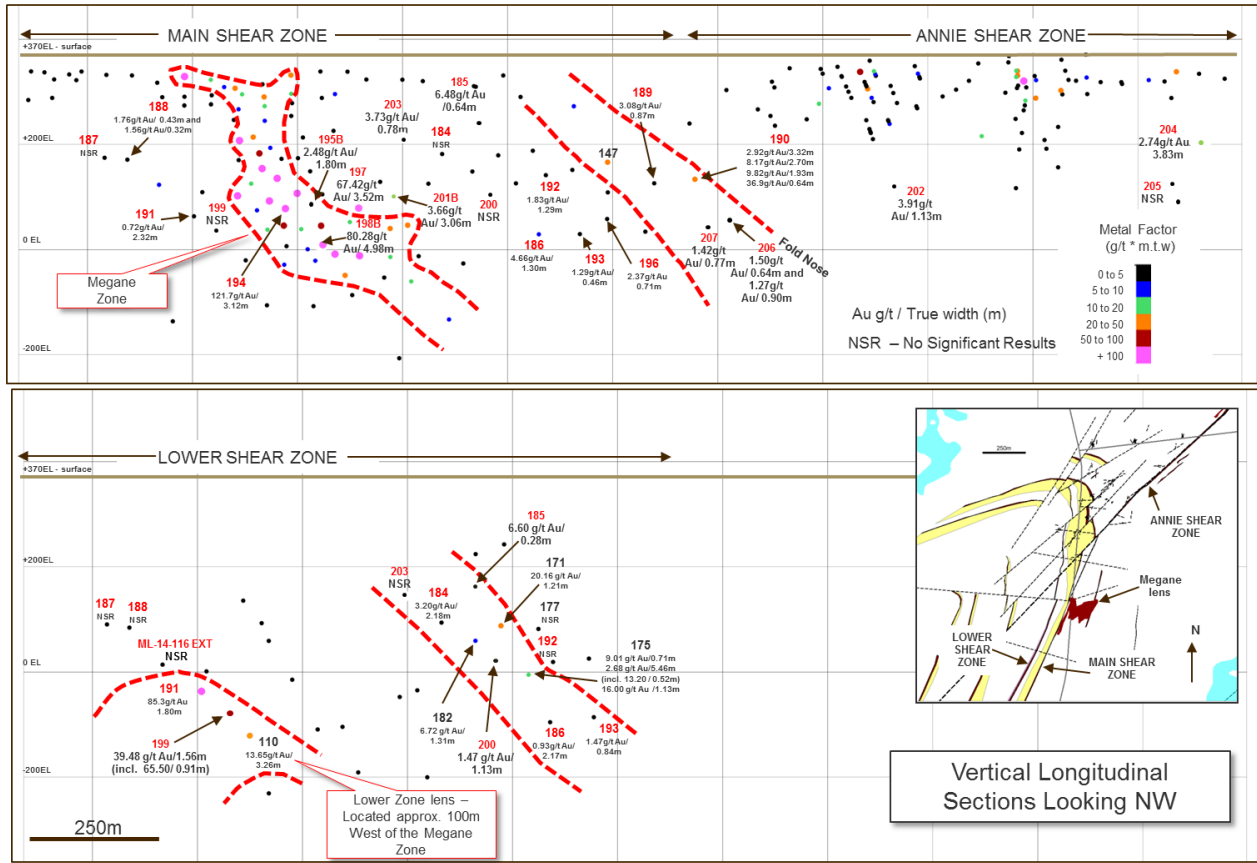 MAIN SHEAR ZONE
ANNIE SHEAR ZONE
+370EL - surface
188
1.76g/t Au/ 0.43m and
1.56g/t Au/0.32m
187
NSR
203
3.73g/t Au/
0.78m
185
6.48g/t Au
/0.64m
184
NSR
189
3.08g/t Au/
0.87m
190
2.92g/t Au/3.32m
8.17g/t Au/2.70m
9.82g/t Au/1.93m
36.9g/t Au/0.64m
204
2.74g/t Au
3.83m
+200EL
195B
2.48g/t Au/
1.80m
197
67.42g/t
Au/ 3.52m
147
192
1.83g/t Au/
1.29m
201B
3.66g/t
Au/ 3.06m
200
NSR
202
3.91g/t
Au/ 1.13m
205
NSR
191
0.72g/t Au/
2.32m
199
NSR
198B
80.28g/t
Au/ 4.98m
0 EL
186
4.66g/t Au/
1.30m
193
1.29g/t Au/
0.46m
196
2.37g/t Au/
0.71m
207
1.42g/t
Au/ 0.77m
206
1.50g/t
Au/ 0.64m and
1.27g/t
Au/ 0.90m
Fold Nose
Megane
Zone
194
121.7g/t Au/
3.12m
Au g/t / True width (m)
NSR – No Significant Results
Metal Factor
(g/t * m.t.w)
0 to 5
5 to 10
10 to 20
20 to 50
50 to 100
+ 100
-200EL
LOWER SHEAR ZONE
+370EL - surface
185
6.60 g/t Au/
0.28m
+200EL
203
NSR
184
3.20g/t Au/
2.18m
171
20.16 g/t Au/
1.21m
177
NSR
192
NSR
175
9.01 g/t Au/0.71m
2.68 g/t Au/5.46m
(incl. 13.20 / 0.52m)
16.00 g/t Au /1.13m
187
NSR
188
NSR
ML-14-116 EXT
NSR
0 EL
191
85.3g/t Au
1.80m
199
39.48 g/t Au/1.56m
(incl. 65.50/ 0.91m)
110
13.65g/t Au/
3.26m
182
6.72 g/t Au/
1.31m
200
1.47 g/t Au/
1.13m
186
0.93g/t Au/
2.17m
193
1.47g/t Au/
0.84m
-200EL
Lower Zone lens –
Located approx. 100m
West of the Megane
Zone
250m
250m
ANNIE SHEAR
ZONE
Megane
lens
LOWER
SHEAR
ZONE
MAIN SHEAR
ZONE
N
Vertical Longitudinal
Sections Looking NW